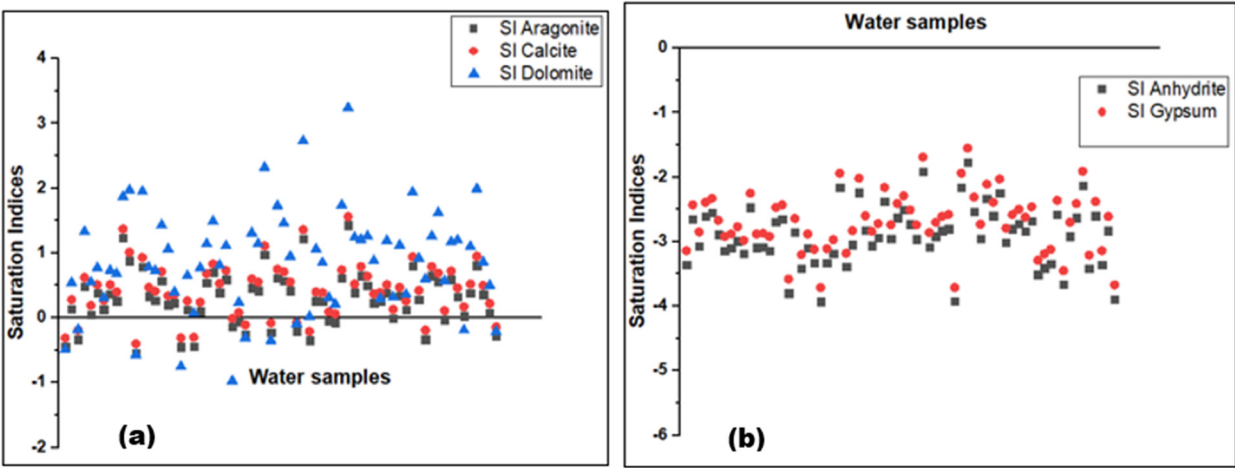 SI Aragonite
SI Calcite
SI Dolomite
4
3
2
1
0
-1
-2
Saturation Indices
Water samples
(a)
Water samples
0
-1
-2
-3
-4
-5
-6
Saturation Indices
SI Anhydrite
SI Gypsum
(b)